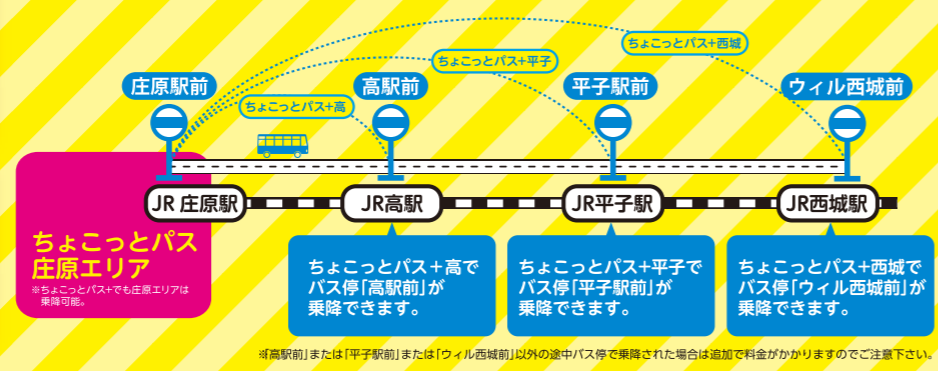 ちょこっとパス+西城
ちょこっとパス+平子
ちょこっとパス+高
庄原駅前
高駅前
平子駅前
ウィル西城前
JR 庄原駅
JR高駅
JR平子駅
JR西城駅
ちょこっとパス
庄原エリア
※ちょこっとパス+でも庄原エリアは
乗降可能。
ちょこっとパス+高で
バス停「高駅前」が
乗降できます。
ちょこっとパス+平子で
バス停「平子駅前」が
乗降できます。
ちょこっとパス+西城で
バス停「ウィル西城前」が
乗降できます。
※「高駅前」または「平子駅前」または「ウィル西城前」以外の途中バス停で乗降された場合は追加で料金がかかりますのでご注意下さい。